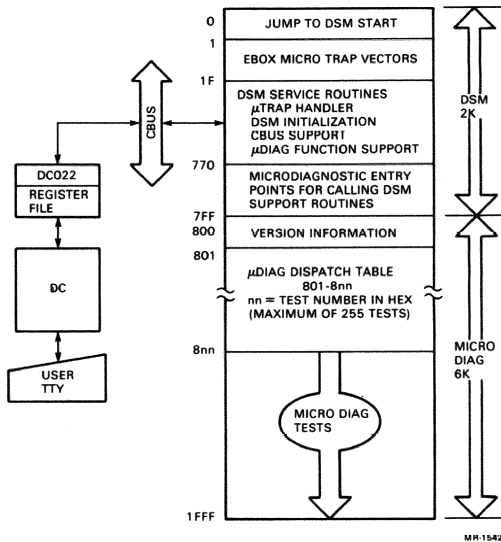 0
JUMP TO DSM START
1
EBOX MICRO TRAP VECTORS
1F
DSM SERVICE ROUTINES
μTRAP HANDLER
DSM INITIALIZATION
CBUS SUPPORT
μDIAG FUNCTION SUPPORT
770
MICRODIAGNOSTIC ENTRY
POINTS FOR CALLING DSM
SUPPORT ROUTINES
7FF
800
VERSION INFORMATION
801
μDIAG DISPATCH TABLE
801-8nn
nn = TEST NUMBER IN HEX
(MAXIMUM OF 255 TESTS)
8nn
MICRO DIAG
TESTS
1FFF
CBUS
DC022
REGISTER
FILE
DC
USER
TTY
DSM
2K
MICRO
DIAG
6K
MR-1542